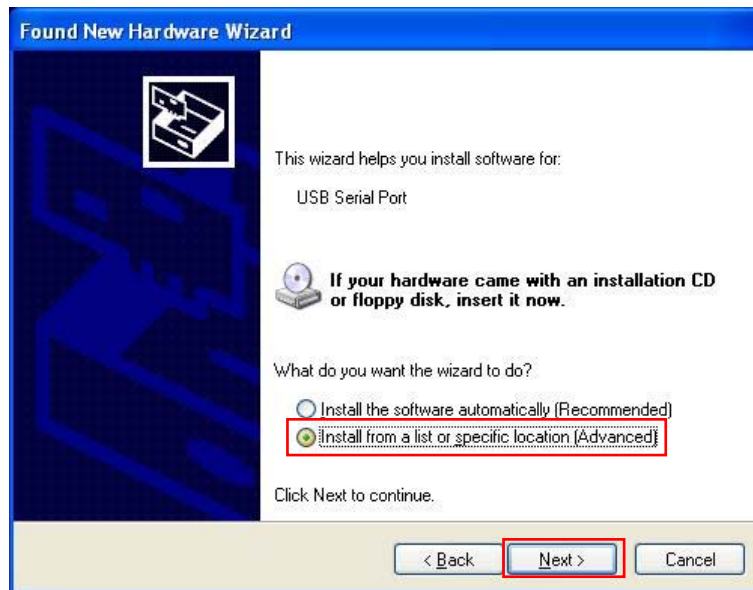 Found New Hardware Wizard
This wizard helps you install software for:
USB Serial Port
If your hardware came with an installation CD
or floppy disk, insert it now.
What do you want the wizard to do?
Install the software automatically (Recommended)
Install from a list or specific location (Advanced)
Click Next to continue.
< Back
Next >
Cancel